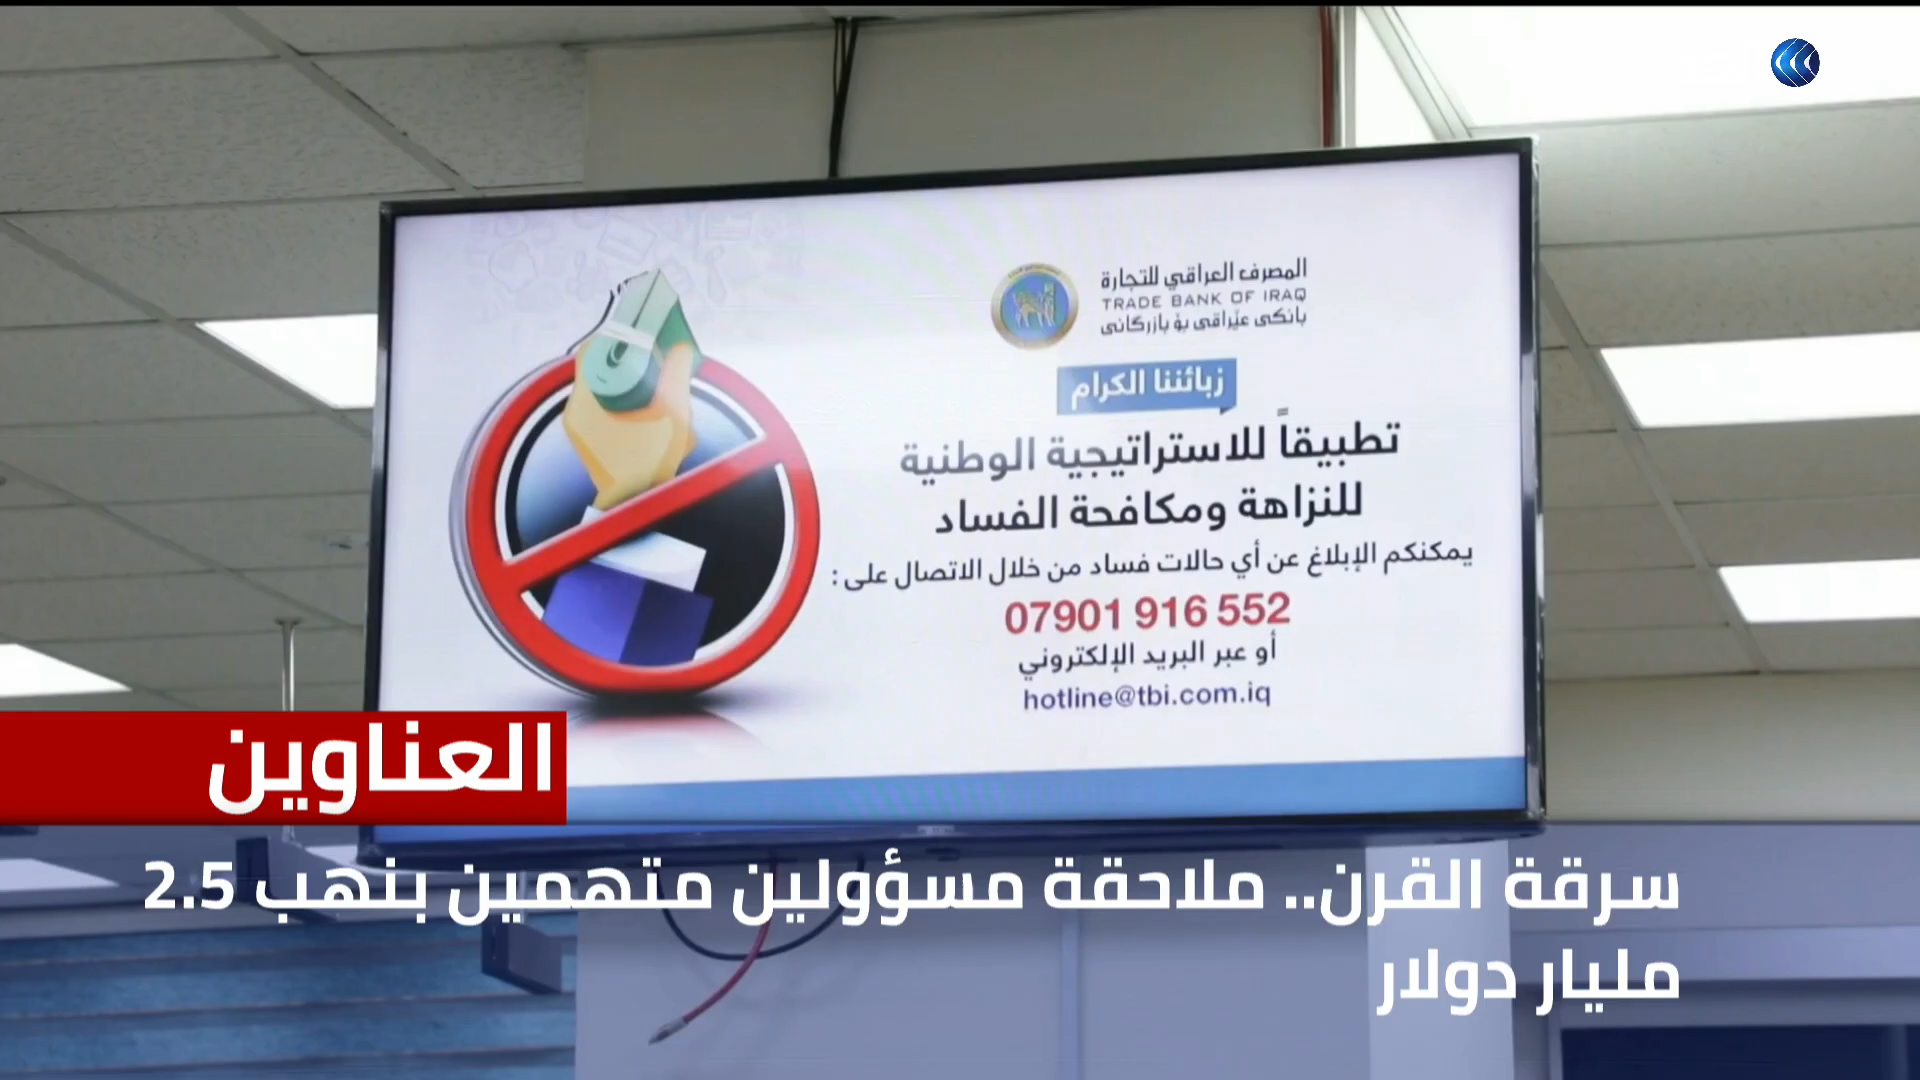 المصرف العراقي للتجارة
TRADE BANK OF IRAQ
بانكى عێراقى بۆ بازرگانى
زبائننا الكرام
تطبيقاً للاستراتيجية الوطنية
للنزاهة ومكافحة الفساد
يمكنكم الإبلاغ عن أي حالات فساد من خلال الاتصال على :
07901 916 552
أو عبر البريد الإلكتروني
hotline@tbi.com.iq
العناوين
سرقة القرن.. ملاحقة مسؤولين متهمين بنهب 2.5
مليار دولار